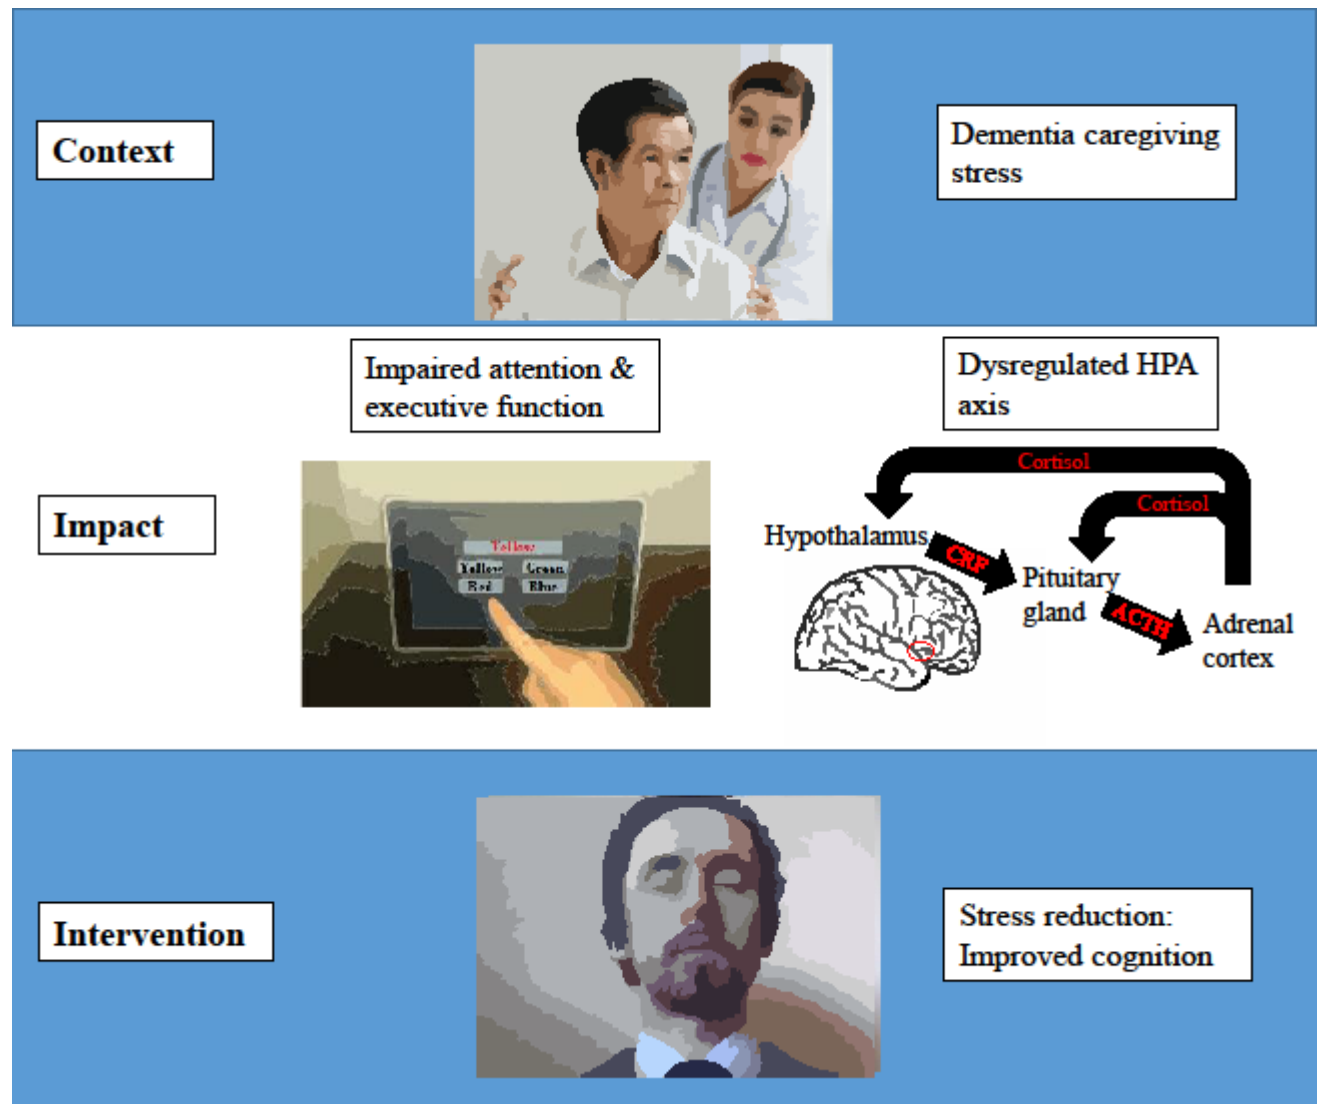 Context
Dementia caregiving
stress
Impaired attention &
executive function
Dysregulated HPA
axis
Impact
Yellow
Yellow Green
Red Blue
Cortisol
Cortisol
Hypothalamus
CRF
Pituitary
gland
ACTH
Adrenal
cortex
Intervention
Stress reduction:
Improved cognition